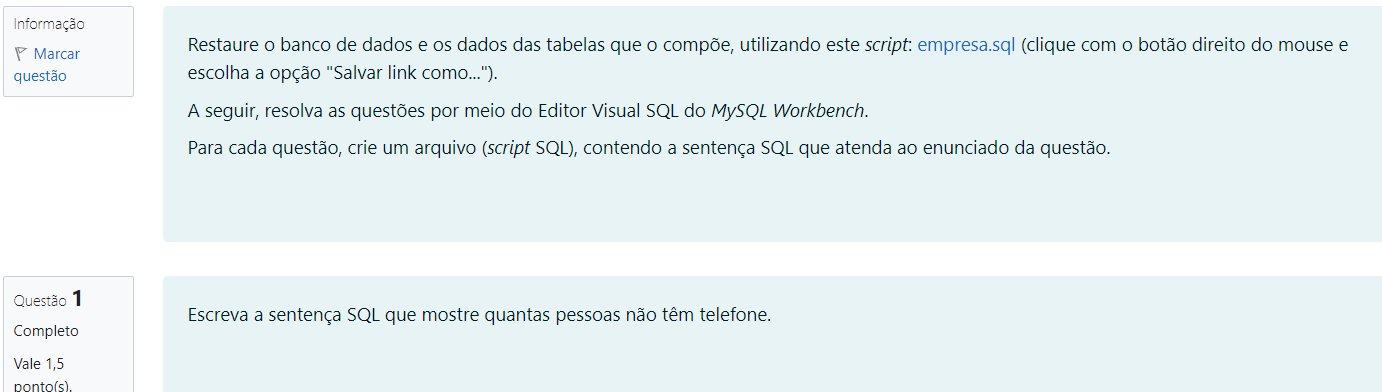 Informação
Marcar
questão
Restaure o banco de dados e os dados das tabelas que o compõe, utilizando este script: empresa.sql (clique com o botão direito do mouse e
escolha a opção "Salvar link como...").
A seguir, resolva as questões por meio do Editor Visual SQL do MySQL Workbench.
Para cada questão, crie um arquivo (script SQL), contendo a sentença SQL que atenda ao enunciado da questão.
Questão 1
Completo
Vale 1,5
ponto(s).
Escreva a sentença SQL que mostre quantas pessoas não têm telefone.